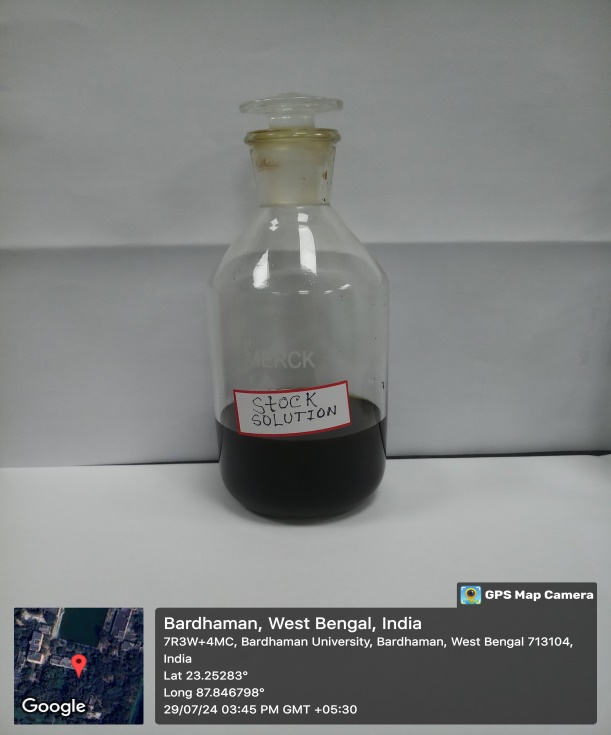 MERCK
StOCK
SOLUTION
GPS Map Camera
Bardhaman, West Bengal, India
7R3W+4MC, Bardhaman University, Bardhaman, West Bengal 713104,
India
Lat 23.25283°
Long 87.846798°
29/07/24 03:45 PM GMT +05:30
Google